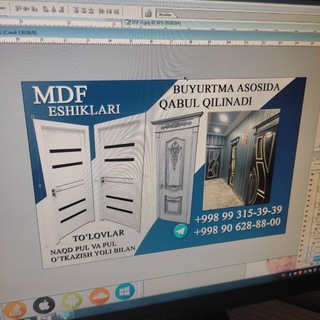 MDF
ESHIKLARI
BUYURTMA ASOSIDA
QABUL QILINADI
TO'LOVLAR
NAQD PUL VA PUL
O'TKAZISH YO'LI BILAN
+998 99 315-39-39
+998 90 628-88-00